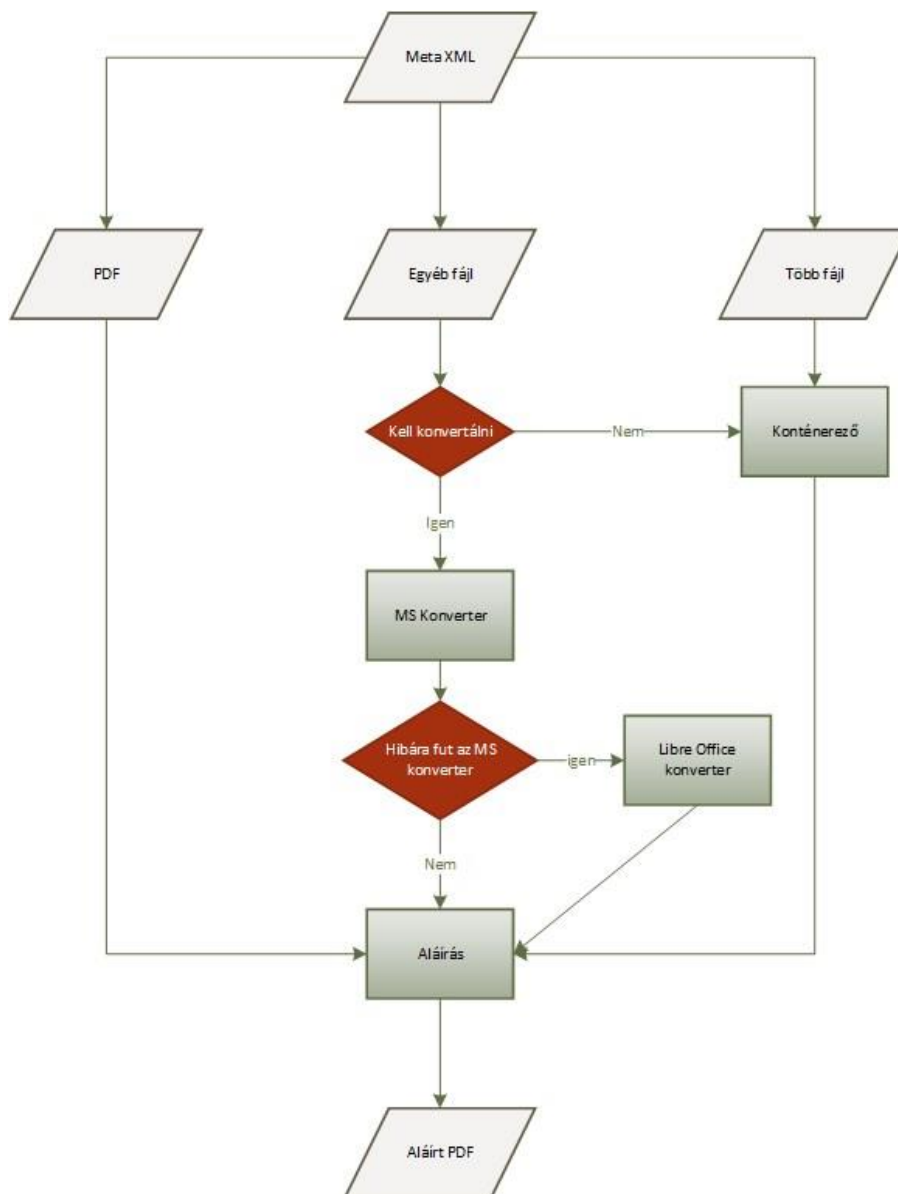 Meta XML
PDF
Egyéb fájl
Több fájl
Kell konvertálni
Nem
Konténerező
Igen
MS Konverter
Hibára fut az MS
konverter
igen
Libre Office
konverter
Nem
Aláírás
Aláírt PDF